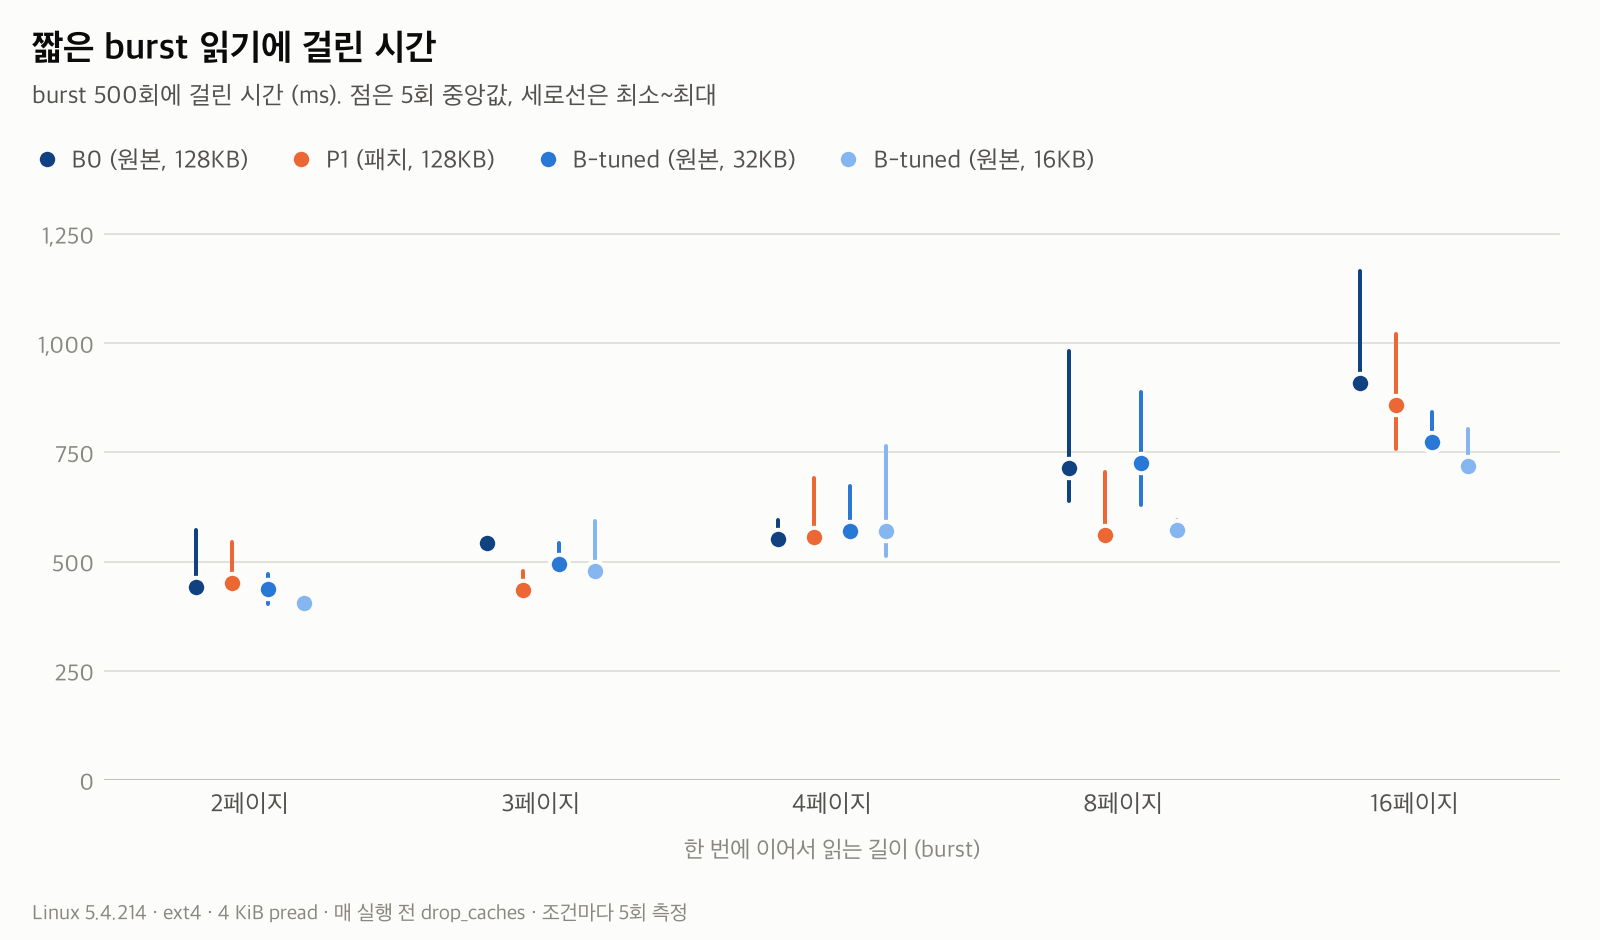 짧은 burst 읽기에 걸린 시간
burst 500회에 걸린 시간 (ms). 점은 5회 중앙값, 세로선은 최소~최대
B0 (원본, 128KB)
P1 (패치, 128KB)
B-tuned (원본, 32KB)
B-tuned (원본, 16KB)
1,250
1,000
750
500
250
0
2페이지
3페이지
4페이지
8페이지
16페이지
한 번에 이어서 읽는 길이 (burst)
Linux 5.4.214 · ext4 · 4 KiB pread · 매 실행 전 drop_caches · 조건마다 5회 측정